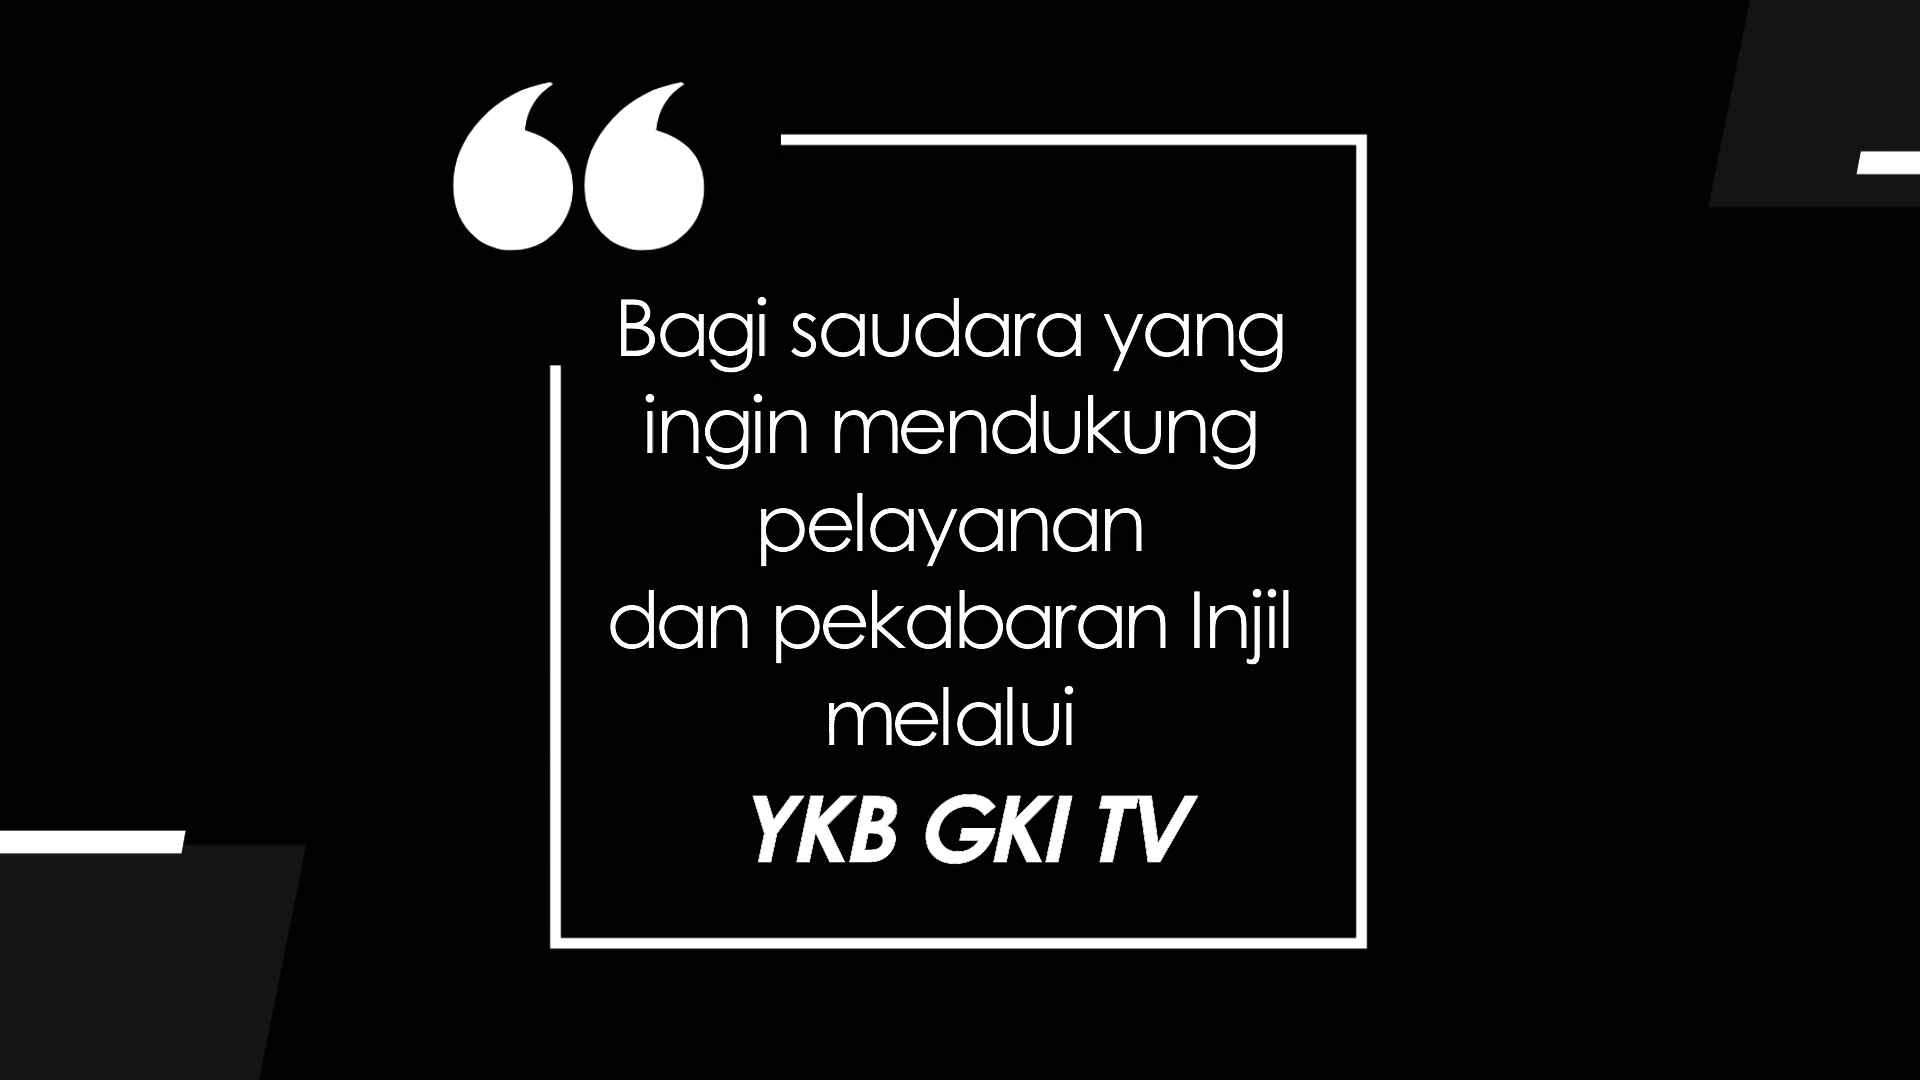 Bagi saudara yang
ingin mendukung
pelayanan
dan pekabaran Injil
melalui
YKB GKI TV